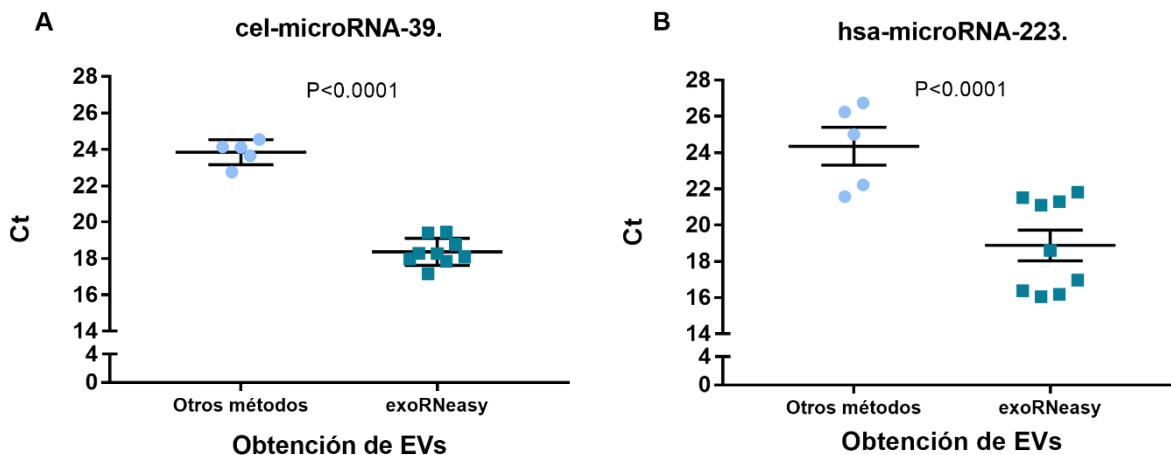 A
cel-microRNA-39.
P<0.0001
28
26
24
22
20
18
16
14
4
0
Ct
Otros métodos
exoRNeasy
Obtención de EVs
B
hsa-microRNA-223.
P<0.0001
28
26
24
22
20
18
16
14
4
2
0
Ct
Otros métodos
exoRNeasy
Obtención de EVs